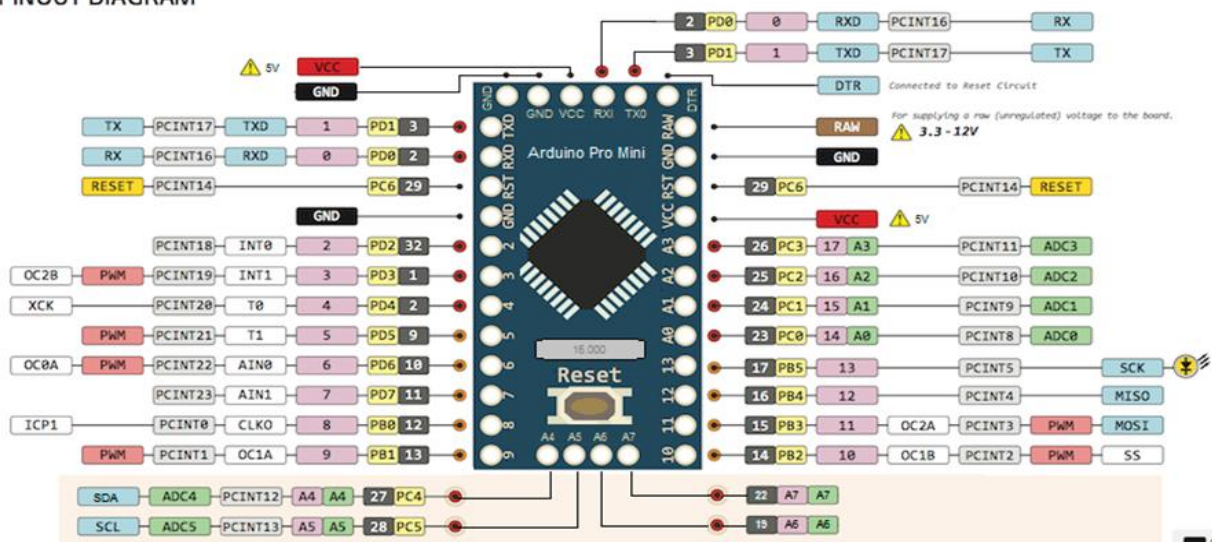 PINOUT DIAGRAM
2 PD0 0 RXD PCINT16 RX
3 PD1 1 TXD PCINT17 TX
5V VCC
DTR Connected to Reset Circuit
GND
GND GND VCC RXI TX0 DTR
For supplying a raw (unregulated) voltage to the board.
TX PCINT17 TXD 1 PD1 3 TXD RAW RAW 3.3 - 12V
RX PCINT16 RXD 0 PD0 2 RXD Arduino Pro Mini GND GND
RESET PCINT14 PC6 29 RST RST 29 PC6 PCINT14 RESET
GND GND VCC VCC 5V
PCINT18 INT0 2 PD2 32 2 A3 26 PC3 17 A3 PCINT11 ADC3
OC2B PWM PCINT19 INT1 3 PD3 1 3 A2 25 PC2 16 A2 PCINT10 ADC2
XCK PCINT20 T0 4 PD4 2 4 A1 24 PC1 15 A1 PCINT9 ADC1
PWM PCINT21 T1 5 PD5 9 5 16.000 A0 23 PC0 14 A0 PCINT8 ADC0
OC0A PWM PCINT22 AIN0 6 PD6 10 6 Reset 13 17 PB5 13 PCINT5 SCK
PCINT23 AIN1 7 PD7 11 7 12 16 PB4 12 PCINT4 MISO
ICP1 PCINT0 CLKO 8 PB0 12 8 11 15 PB3 11 OC2A PCINT3 PWM MOSI
PWM PCINT1 OC1A 9 PB1 13 9 A4 A5 A6 A7 10 14 PB2 10 OC1B PCINT2 PWM SS
SDA ADC4 PCINT12 A4 A4 27 PC4 22 A7 A7
SCL ADC5 PCINT13 A5 A5 28 PC5 19 A6 A6